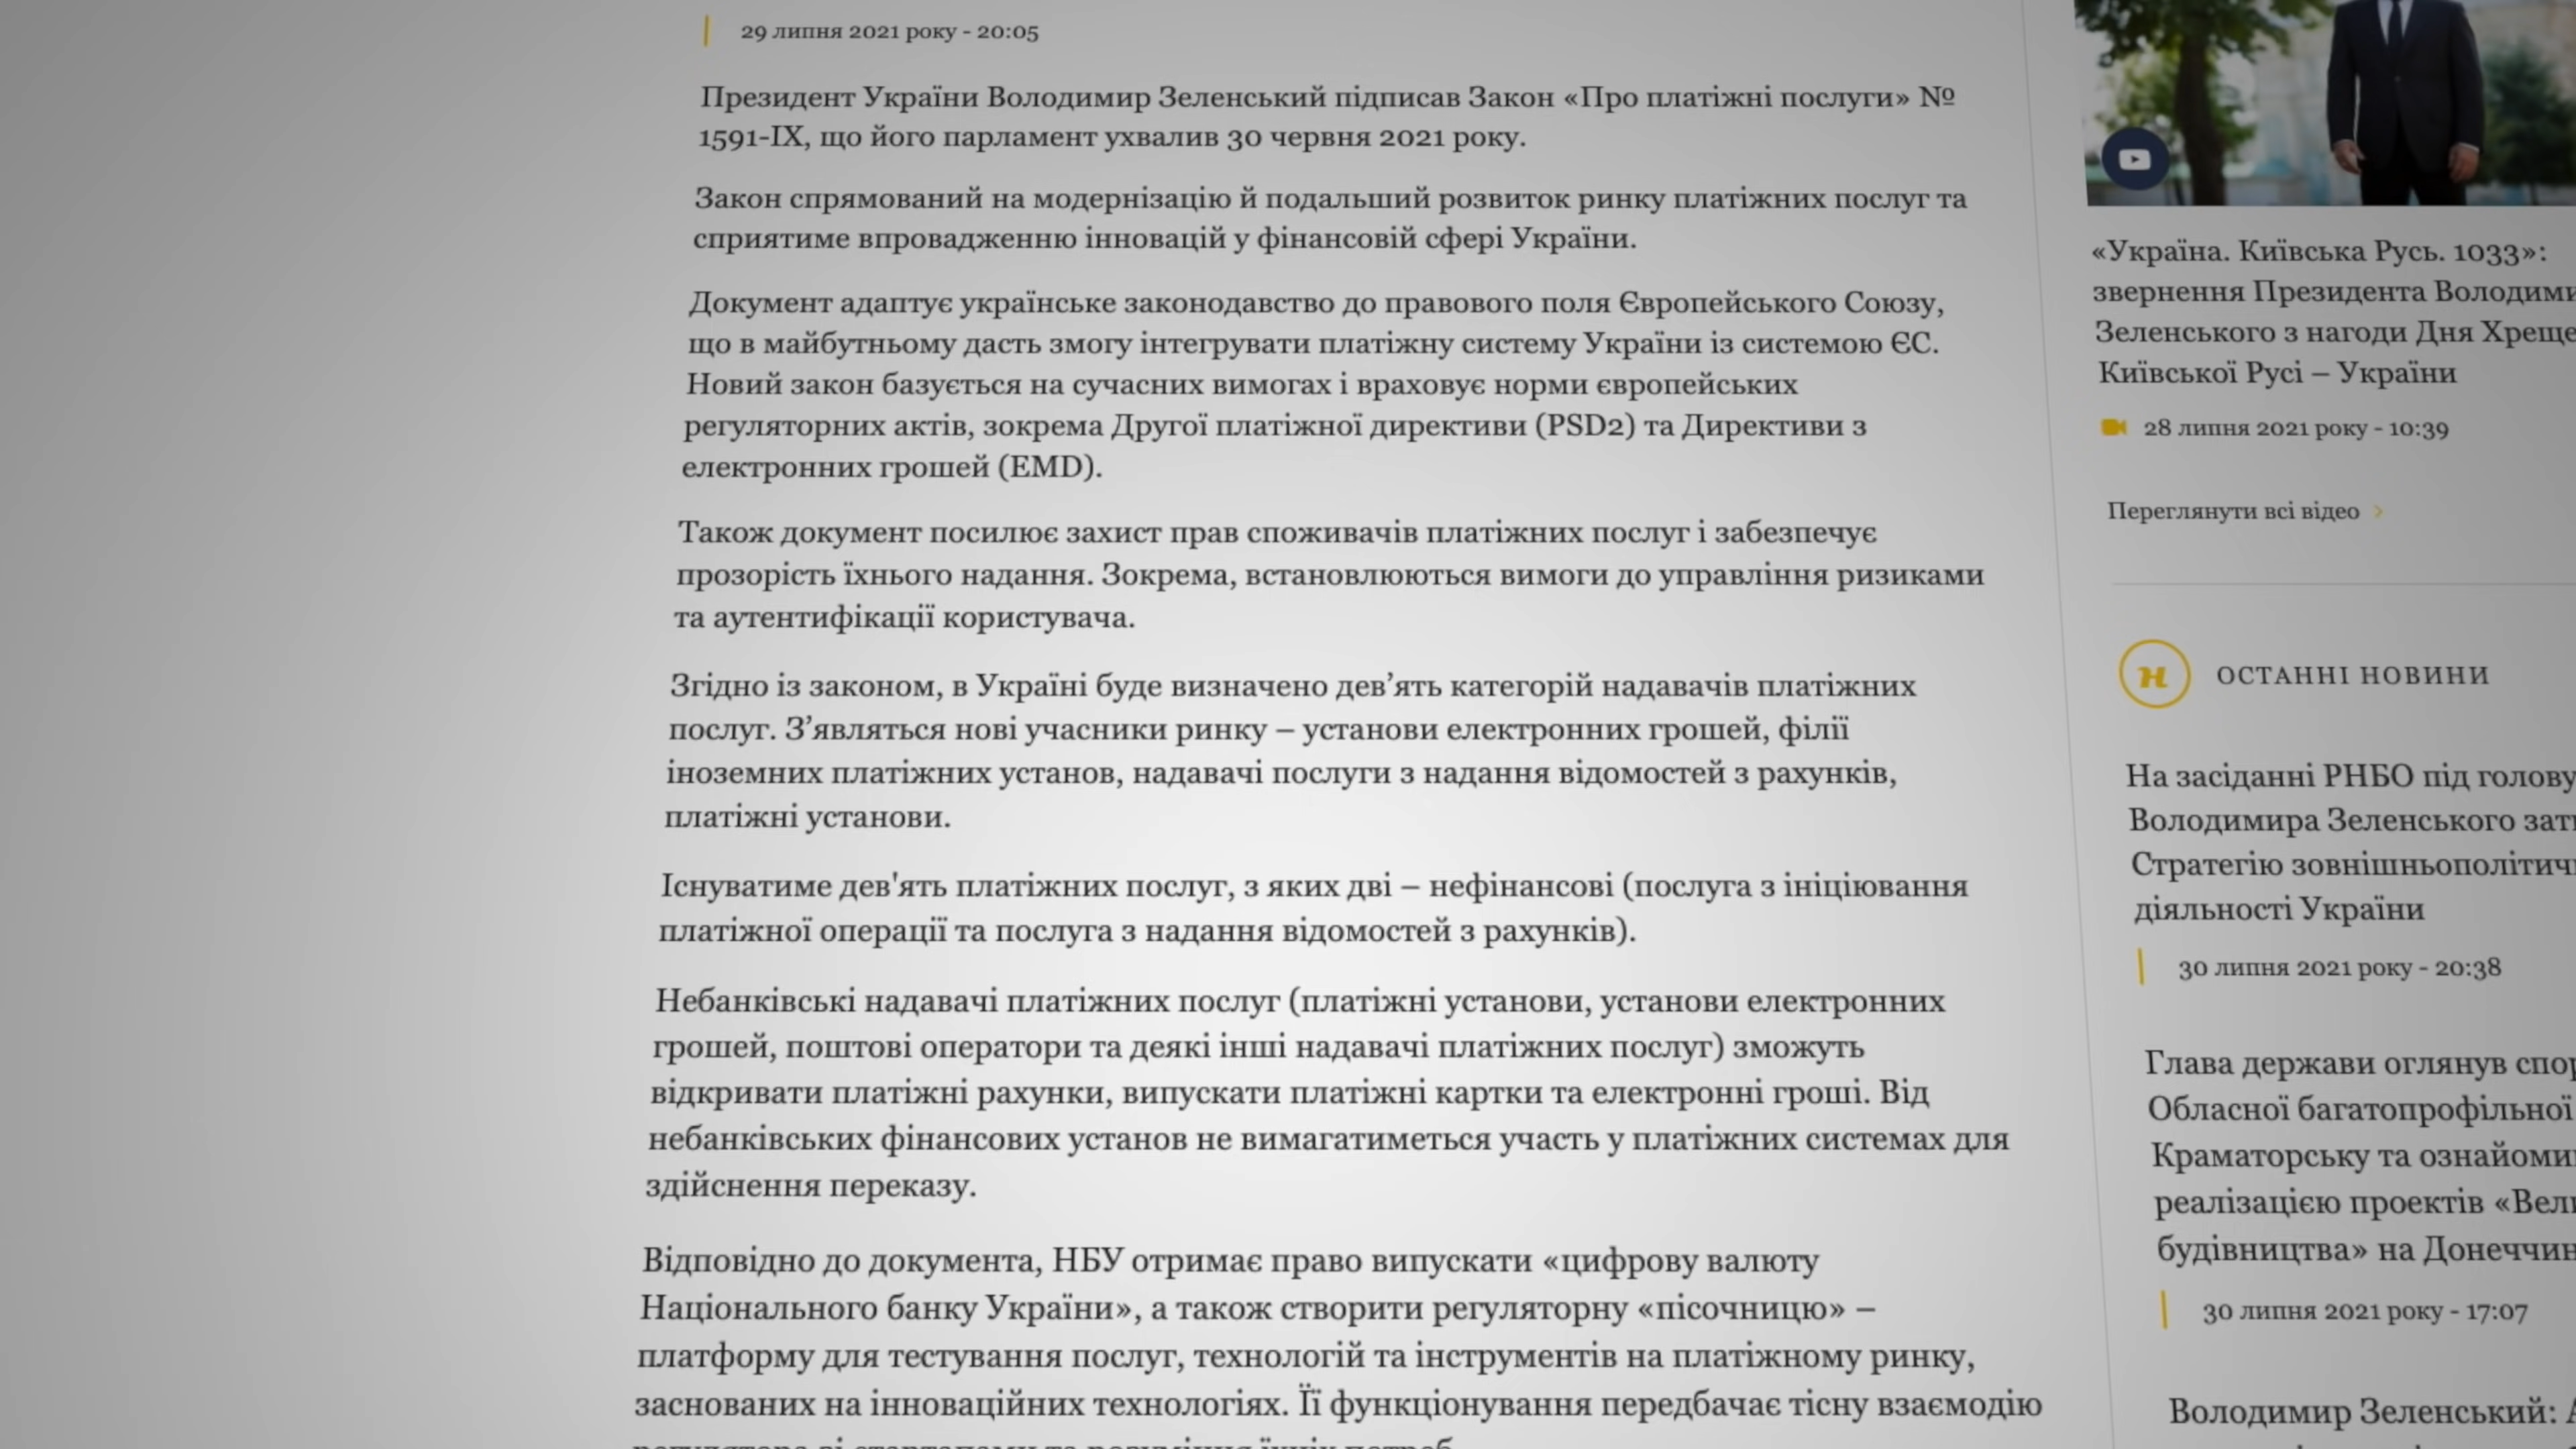 29 липня 2021 року - 20:05
Президент України Володимир Зеленський підписав Закон «Про платіжні послуги» №
1591-IX, що його парламент ухвалив 30 червня 2021 року.
Закон спрямований на модернізацію й подальший розвиток ринку платіжних послуг та
сприятиме впровадженню інновацій у фінансовій сфері України.
Документ адаптує українське законодавство до правового поля Європейського Союзу,
що в майбутньому дасть змогу інтегрувати платіжну систему України із системою ЄС.
Новий закон базується на сучасних вимогах і враховує норми європейських
регуляторних актів, зокрема Другої платіжної директиви (PSD2) та Директиви з
електронних грошей (EMD).
Також документ посилює захист прав споживачів платіжних послуг і забезпечує
прозорість їхнього надання. Зокрема, встановлюються вимоги до управління ризиками
та аутентифікації користувача.
Згідно із законом, в Україні буде визначено дев’ять категорій надавачів платіжних
послуг. З’являться нові учасники ринку – установи електронних грошей, філії
іноземних платіжних установ, надавачі послуги з надання відомостей з рахунків,
платіжні установи.
Існуватиме дев'ять платіжних послуг, з яких дві – нефінансові (послуга з ініціювання
платіжної операції та послуга з надання відомостей з рахунків).
Небанківські надавачі платіжних послуг (платіжні установи, установи електронних
грошей, поштові оператори та деякі інші надавачі платіжних послуг) зможуть
відкривати платіжні рахунки, випускати платіжні картки та електронні гроші. Від
небанківських фінансових установ не вимагатиметься участь у платіжних системах для
здійснення переказу.
Відповідно до документа, НБУ отримає право випускати «цифрову валюту
Національного банку України», а також створити регуляторну «пісочницю» –
платформу для тестування послуг, технологій та інструментів на платіжному ринку,
заснованих на інноваційних технологіях. Її функціонування передбачає тісну взаємодію
«Україна. Київська Русь. 1033»:
звернення Президента Володими
Зеленського з нагоди Дня Хреще
Київської Русі – України
28 липня 2021 року - 10:39
Переглянути всі відео
н ОСТАННІ НОВИНИ
На засіданні РНБО під голову
Володимира Зеленського зат
Стратегію зовнішньополітич
діяльності України
30 липня 2021 року - 20:38
Глава держави оглянув спор
Обласної багатопрофільної
Краматорську та ознайоми
реалізацією проектів «Вел
будівництва» на Донеччин
30 липня 2021 року - 17:07
Володимир Зеленський: